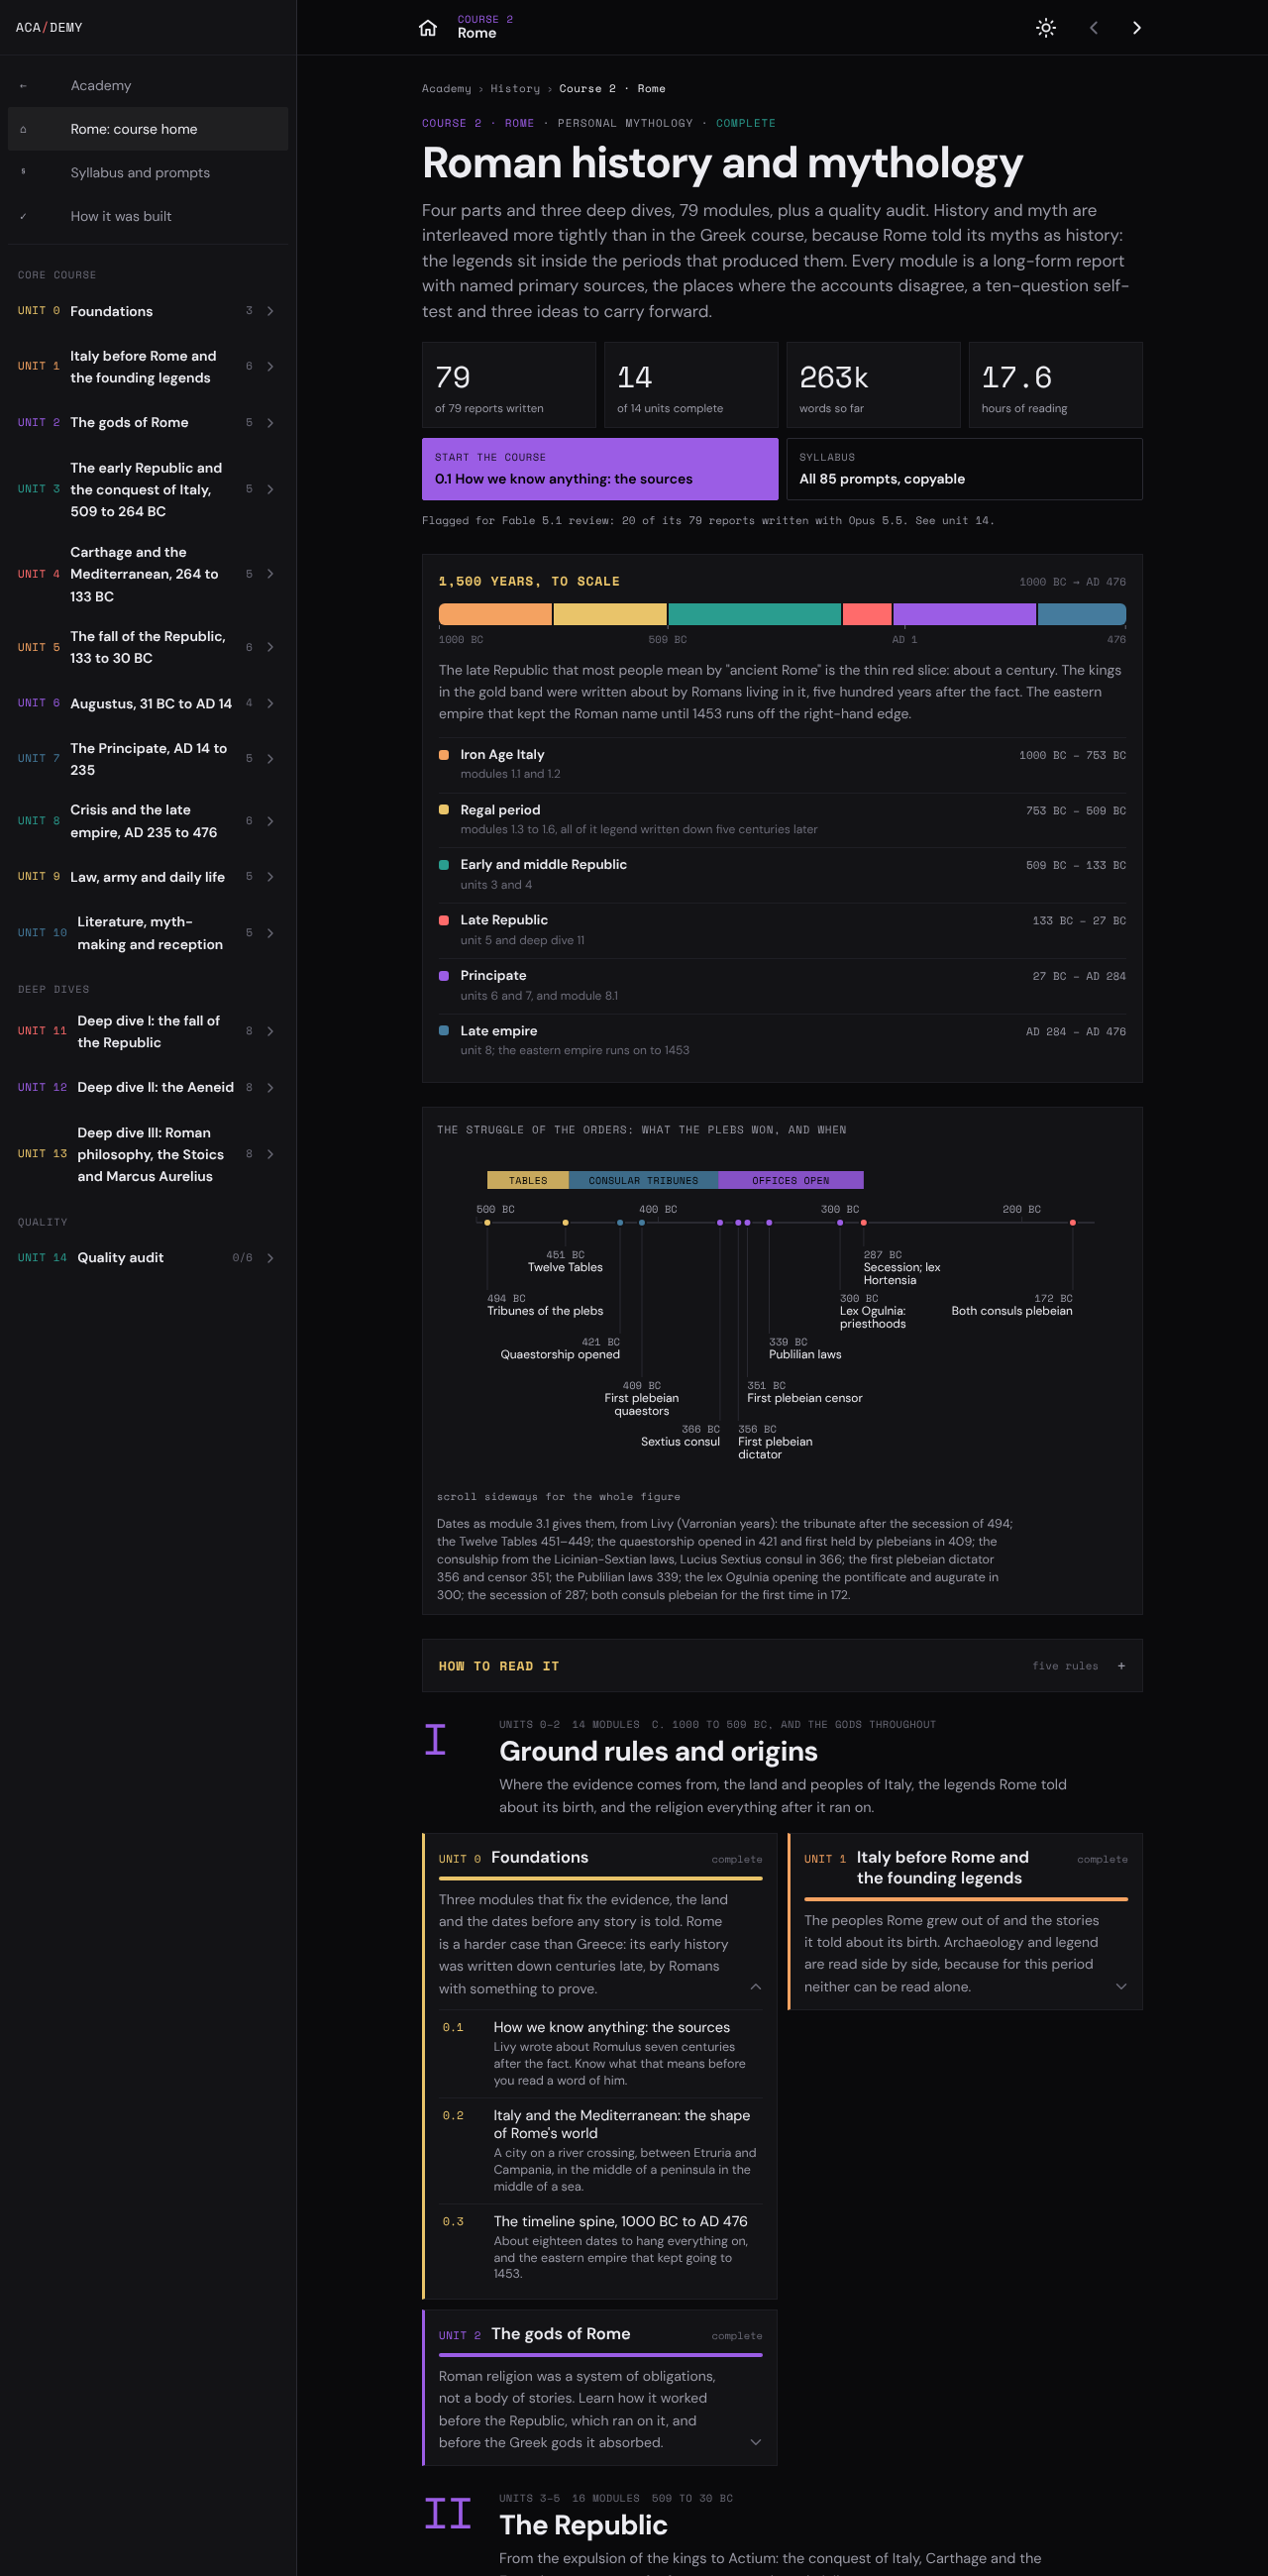 ACA/DEMY
← Academy
⌂ Rome: course home
§ Syllabus and prompts
✓ How it was built
CORE COURSE
UNIT 0 Foundations 3
UNIT 1 Italy before Rome and
the founding legends 6
UNIT 2 The gods of Rome 5
UNIT 3 The early Republic and
the conquest of Italy,
509 to 264 BC 5
UNIT 4 Carthage and the
Mediterranean, 264 to
133 BC 5
UNIT 5 The fall of the Republic,
133 to 30 BC 6
UNIT 6 Augustus, 31 BC to AD 14 4
UNIT 7 The Principate, AD 14 to
235 5
UNIT 8 Crisis and the late
empire, AD 235 to 476 6
UNIT 9 Law, army and daily life 5
UNIT 10 Literature, myth-
making and reception 5
DEEP DIVES
UNIT 11 Deep dive I: the fall of
the Republic 8
UNIT 12 Deep dive II: the Aeneid 8
UNIT 13 Deep dive III: Roman
philosophy, the Stoics
and Marcus Aurelius 8
QUALITY
UNIT 14 Quality audit 0/6
COURSE 2
Rome
Academy › History › Course 2 · Rome
COURSE 2 · ROME · PERSONAL MYTHOLOGY · COMPLETE
Roman history and mythology
Four parts and three deep dives, 79 modules, plus a quality audit. History and myth are
interleaved more tightly than in the Greek course, because Rome told its myths as history:
the legends sit inside the periods that produced them. Every module is a long-form report
with named primary sources, the places where the accounts disagree, a ten-question self-
test and three ideas to carry forward.
79
of 79 reports written
14
of 14 units complete
263k
words so far
17.6
hours of reading
START THE COURSE
0.1 How we know anything: the sources
SYLLABUS
All 85 prompts, copyable
Flagged for Fable 5.1 review: 20 of its 79 reports written with Opus 5.5. See unit 14.
1,500 YEARS, TO SCALE 1000 BC → AD 476
1000 BC 509 BC AD 1 476
The late Republic that most people mean by "ancient Rome" is the thin red slice: about a century. The kings
in the gold band were written about by Romans living in it, five hundred years after the fact. The eastern
empire that kept the Roman name until 1453 runs off the right-hand edge.
Iron Age Italy 1000 BC – 753 BC
modules 1.1 and 1.2
Regal period 753 BC – 509 BC
modules 1.3 to 1.6, all of it legend written down five centuries later
Early and middle Republic 509 BC – 133 BC
units 3 and 4
Late Republic 133 BC – 27 BC
unit 5 and deep dive 11
Principate 27 BC – AD 284
units 6 and 7, and module 8.1
Late empire AD 284 – AD 476
unit 8; the eastern empire runs on to 1453
THE STRUGGLE OF THE ORDERS: WHAT THE PLEBS WON, AND WHEN
TABLES CONSULAR TRIBUNES OFFICES OPEN
500 BC 400 BC 300 BC 200 BC
451 BC
Twelve Tables
287 BC
Secession; lex
Hortensia
494 BC
Tribunes of the plebs
300 BC
Lex Ogulnia:
priesthoods
172 BC
Both consuls plebeian
421 BC
Quaestorship opened
339 BC
Publilian laws
409 BC
First plebeian
quaestors
351 BC
First plebeian censor
366 BC
Sextius consul
356 BC
First plebeian
dictator
scroll sideways for the whole figure
Dates as module 3.1 gives them, from Livy (Varronian years): the tribunate after the secession of 494;
the Twelve Tables 451–449; the quaestorship opened in 421 and first held by plebeians in 409; the
consulship from the Licinian-Sextian laws, Lucius Sextius consul in 366; the first plebeian dictator
356 and censor 351; the Publilian laws 339; the lex Ogulnia opening the pontificate and augurate in
300; the secession of 287; both consuls plebeian for the first time in 172.
HOW TO READ IT five rules +
I
UNITS 0–2 14 MODULES C. 1000 TO 509 BC, AND THE GODS THROUGHOUT
Ground rules and origins
Where the evidence comes from, the land and peoples of Italy, the legends Rome told
about its birth, and the religion everything after it ran on.
UNIT 0 Foundations complete
Three modules that fix the evidence, the land
and the dates before any story is told. Rome
is a harder case than Greece: its early history
was written down centuries late, by Romans
with something to prove.
0.1 How we know anything: the sources
Livy wrote about Romulus seven centuries
after the fact. Know what that means before
you read a word of him.
0.2 Italy and the Mediterranean: the shape
of Rome's world
A city on a river crossing, between Etruria and
Campania, in the middle of a peninsula in the
middle of a sea.
0.3 The timeline spine, 1000 BC to AD 476
About eighteen dates to hang everything on,
and the eastern empire that kept going to
1453.
UNIT 1 Italy before Rome and
the founding legends complete
The peoples Rome grew out of and the stories
it told about its birth. Archaeology and legend
are read side by side, because for this period
neither can be read alone.
UNIT 2 The gods of Rome complete
Roman religion was a system of obligations,
not a body of stories. Learn how it worked
before the Republic, which ran on it, and
before the Greek gods it absorbed.
II
UNITS 3–5 16 MODULES 509 TO 30 BC
The Republic
From the expulsion of the kings to Actium: the conquest of Italy, Carthage and the